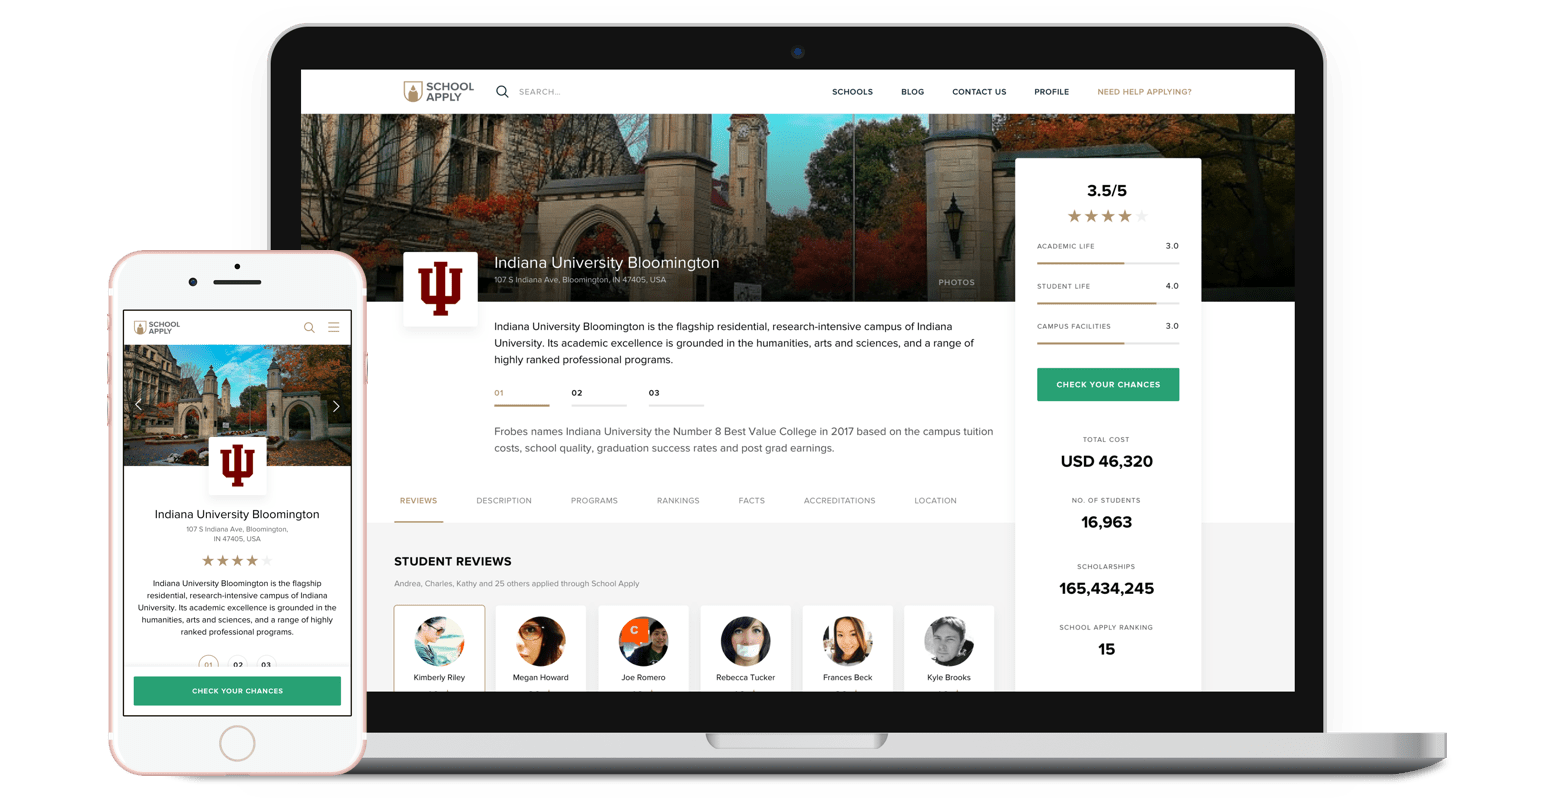 SCHOOL
APPLY
SEARCH...
SCHOOLS
BLOG
CONTACT US
PROFILE
NEED HELP APPLYING?
Indiana University Bloomington
107 S Indiana Ave, Bloomington, IN 47405, USA
PHOTOS
Indiana University Bloomington is the flagship residential, research-intensive campus of Indiana
University. Its academic excellence is grounded in the humanities, arts and sciences, and a range of
highly ranked professional programs.
01
02
03
Frobes names Indiana University the Number 8 Best Value College in 2017 based on the campus tuition
costs, school quality, graduation success rates and post grad earnings.
REVIEWS
DESCRIPTION
PROGRAMS
RANKINGS
FACTS
ACCREDITATIONS
LOCATION
STUDENT REVIEWS
Andrea, Charles, Kathy and 25 others applied through School Apply
C
Kimberly Riley
Megan Howard
Joe Romero
Rebecca Tucker
Frances Beck
Kyle Brooks
3.5/5
ACADEMIC LIFE 3.0
STUDENT LIFE 4.0
CAMPUS FACILITIES 3.0
CHECK YOUR CHANCES
TOTAL COST
USD 46,320
NO. OF STUDENTS
16,963
SCHOLARSHIPS
165,434,245
SCHOOL APPLY RANKING
15
SCHOOL
APPLY
Indiana University Bloomington
107 S Indiana Ave, Bloomington,
IN 47405, USA
Indiana University Bloomington is the flagship
residential, research-intensive campus of Indiana
University. Its academic excellence is grounded in the
humanities, arts and sciences, and a range of highly
ranked professional programs.
01
02
03
CHECK YOUR CHANCES